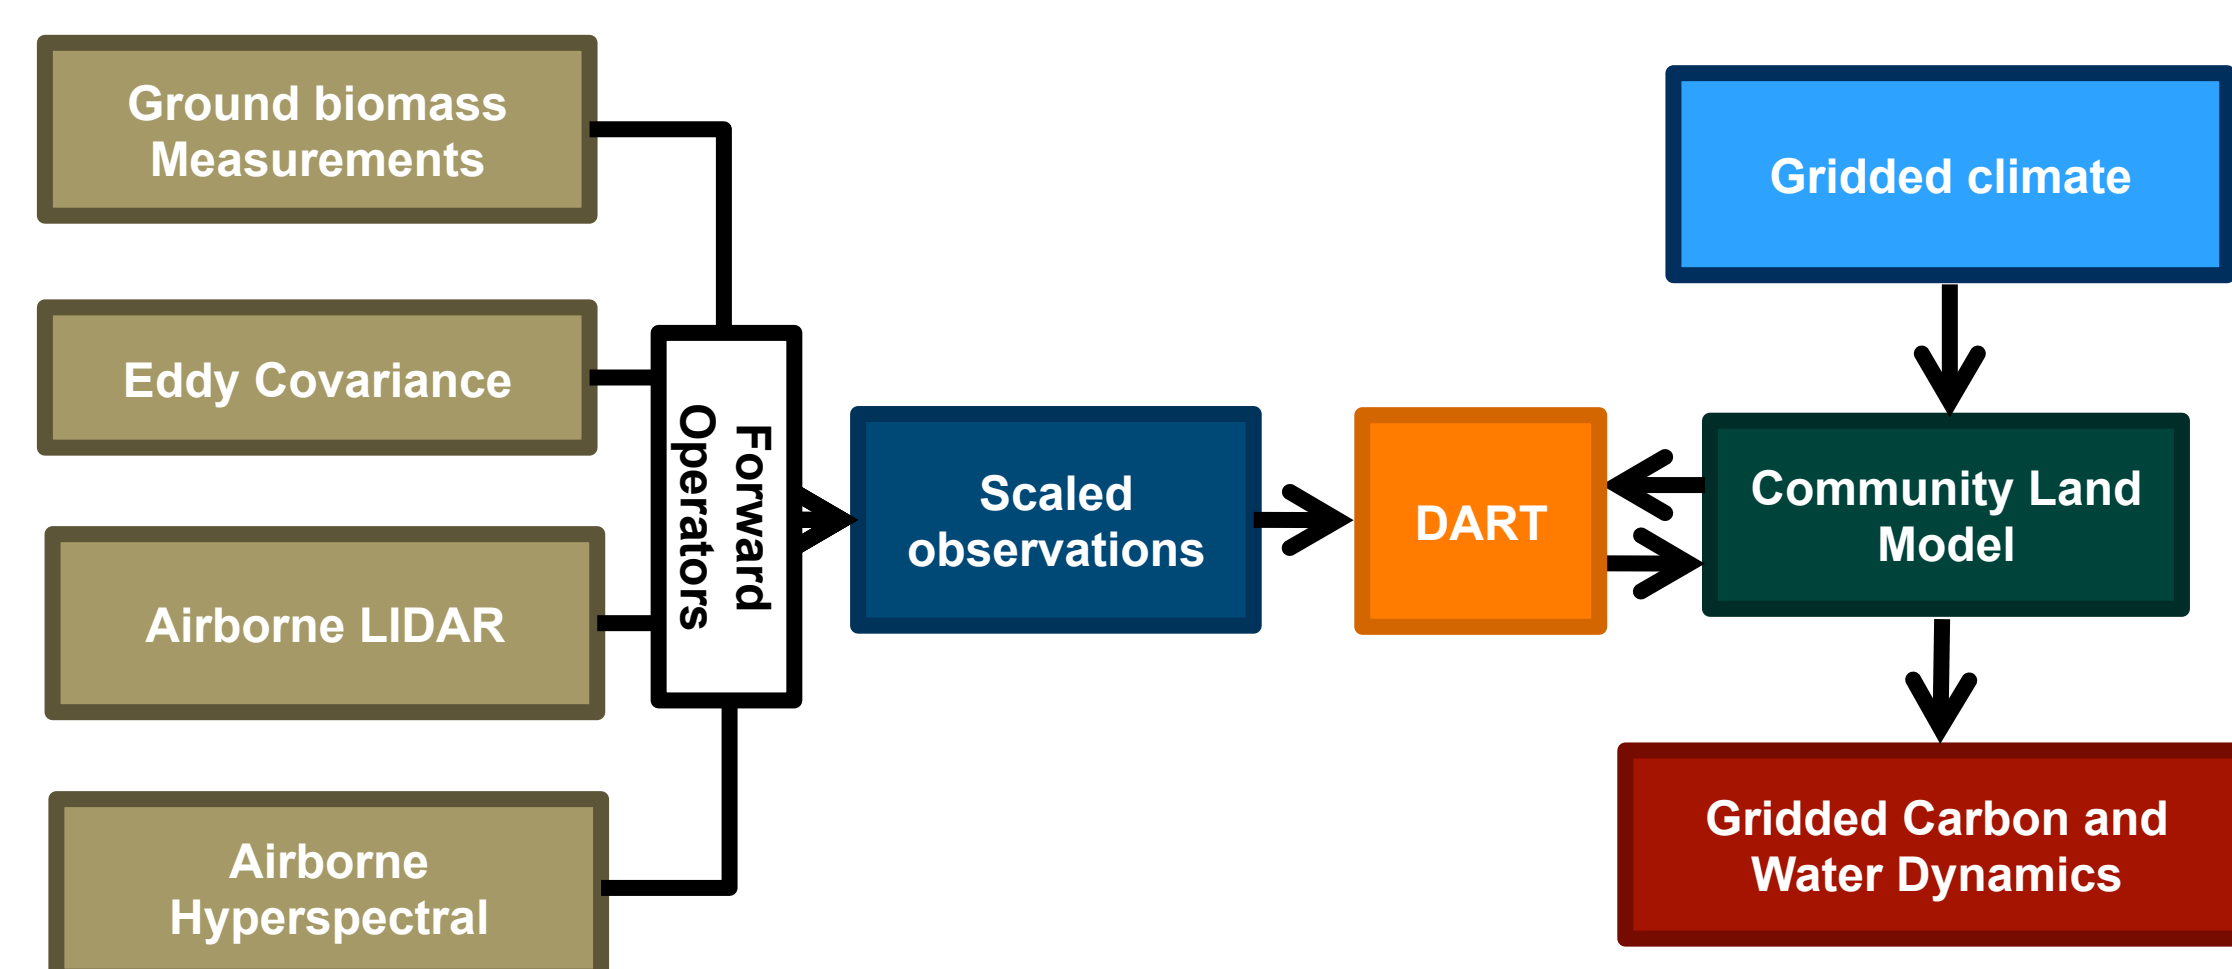 Ground biomass
Measurements
Eddy Covariance
Airborne LIDAR
Airborne
Hyperspectral
Forward
Operators
Scaled
observations
DART
Gridded climate
Community Land
Model
Gridded Carbon and
Water Dynamics